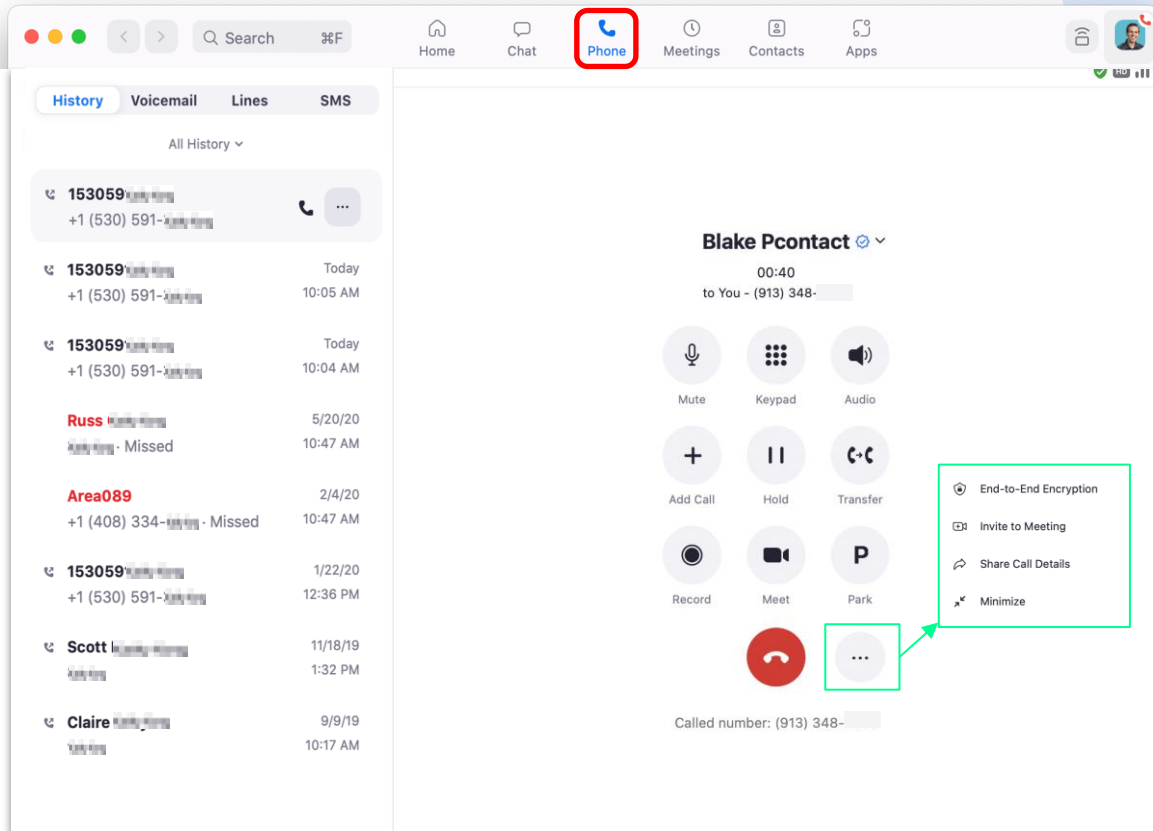 Search ⌘F
Home
Chat
Phone
Meetings
Contacts
Apps
HD
History
Voicemail
Lines
SMS
All History
153059
+1 (530) 591-
...
153059
Today
+1 (530) 591-
10:05 AM
153059
Today
+1 (530) 591-
10:04 AM
Russ
5/20/20
· Missed
10:47 AM
Area089
2/4/20
+1 (408) 334- · Missed
10:47 AM
153059
1/22/20
+1 (530) 591-
12:36 PM
Scott
11/18/19
1:32 PM
Claire
9/9/19
10:17 AM
Blake Pcontact
00:40
to You - (913) 348-
Mute
Keypad
Audio
Add Call
Hold
Transfer
P
Record
Meet
Park
...
Called number: (913) 348-
End-to-End Encryption
Invite to Meeting
Share Call Details
Minimize